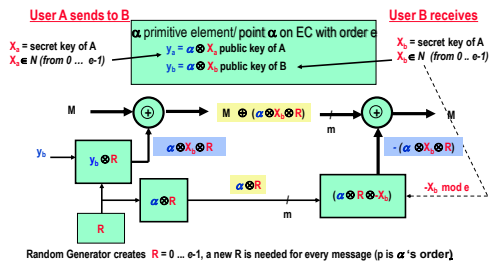 User A sends to B
User B receives
α primitive element/ point α on EC with order e
Xa = secret key of A
Xa ∈ N (from 0 … e-1)
ya = α ⊗ Xa public key of A
yb = α ⊗ Xb public key of B
Xb = secret key of A
Xb ∈ N (from 0 .. e-1)
M
⊕
M ⊕ (α⊗Xb⊗R)
m
⊕
M
α⊗Xb⊗R
- (α ⊗Xb⊗R)
yb
yb ⊗R
α⊗R
α⊗R
m
(α⊗R⊗-Xb)
-Xb mod e
R
Random Generator creates R = 0 … e-1, a new R is needed for every message (p is α 's order)